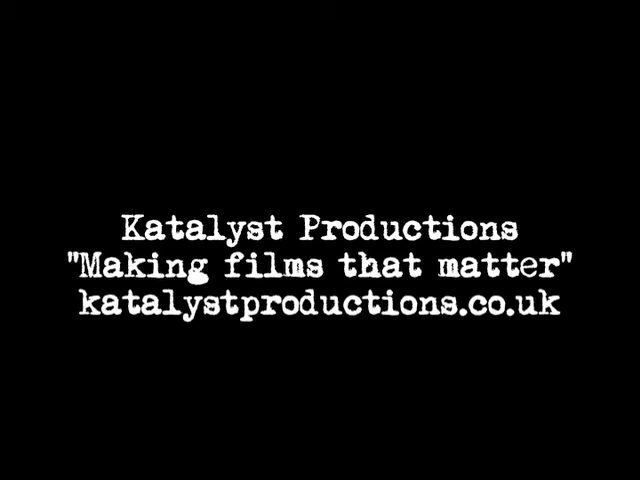 Katalyst Productions
"Making films that matter"
katalystproductions.co.uk